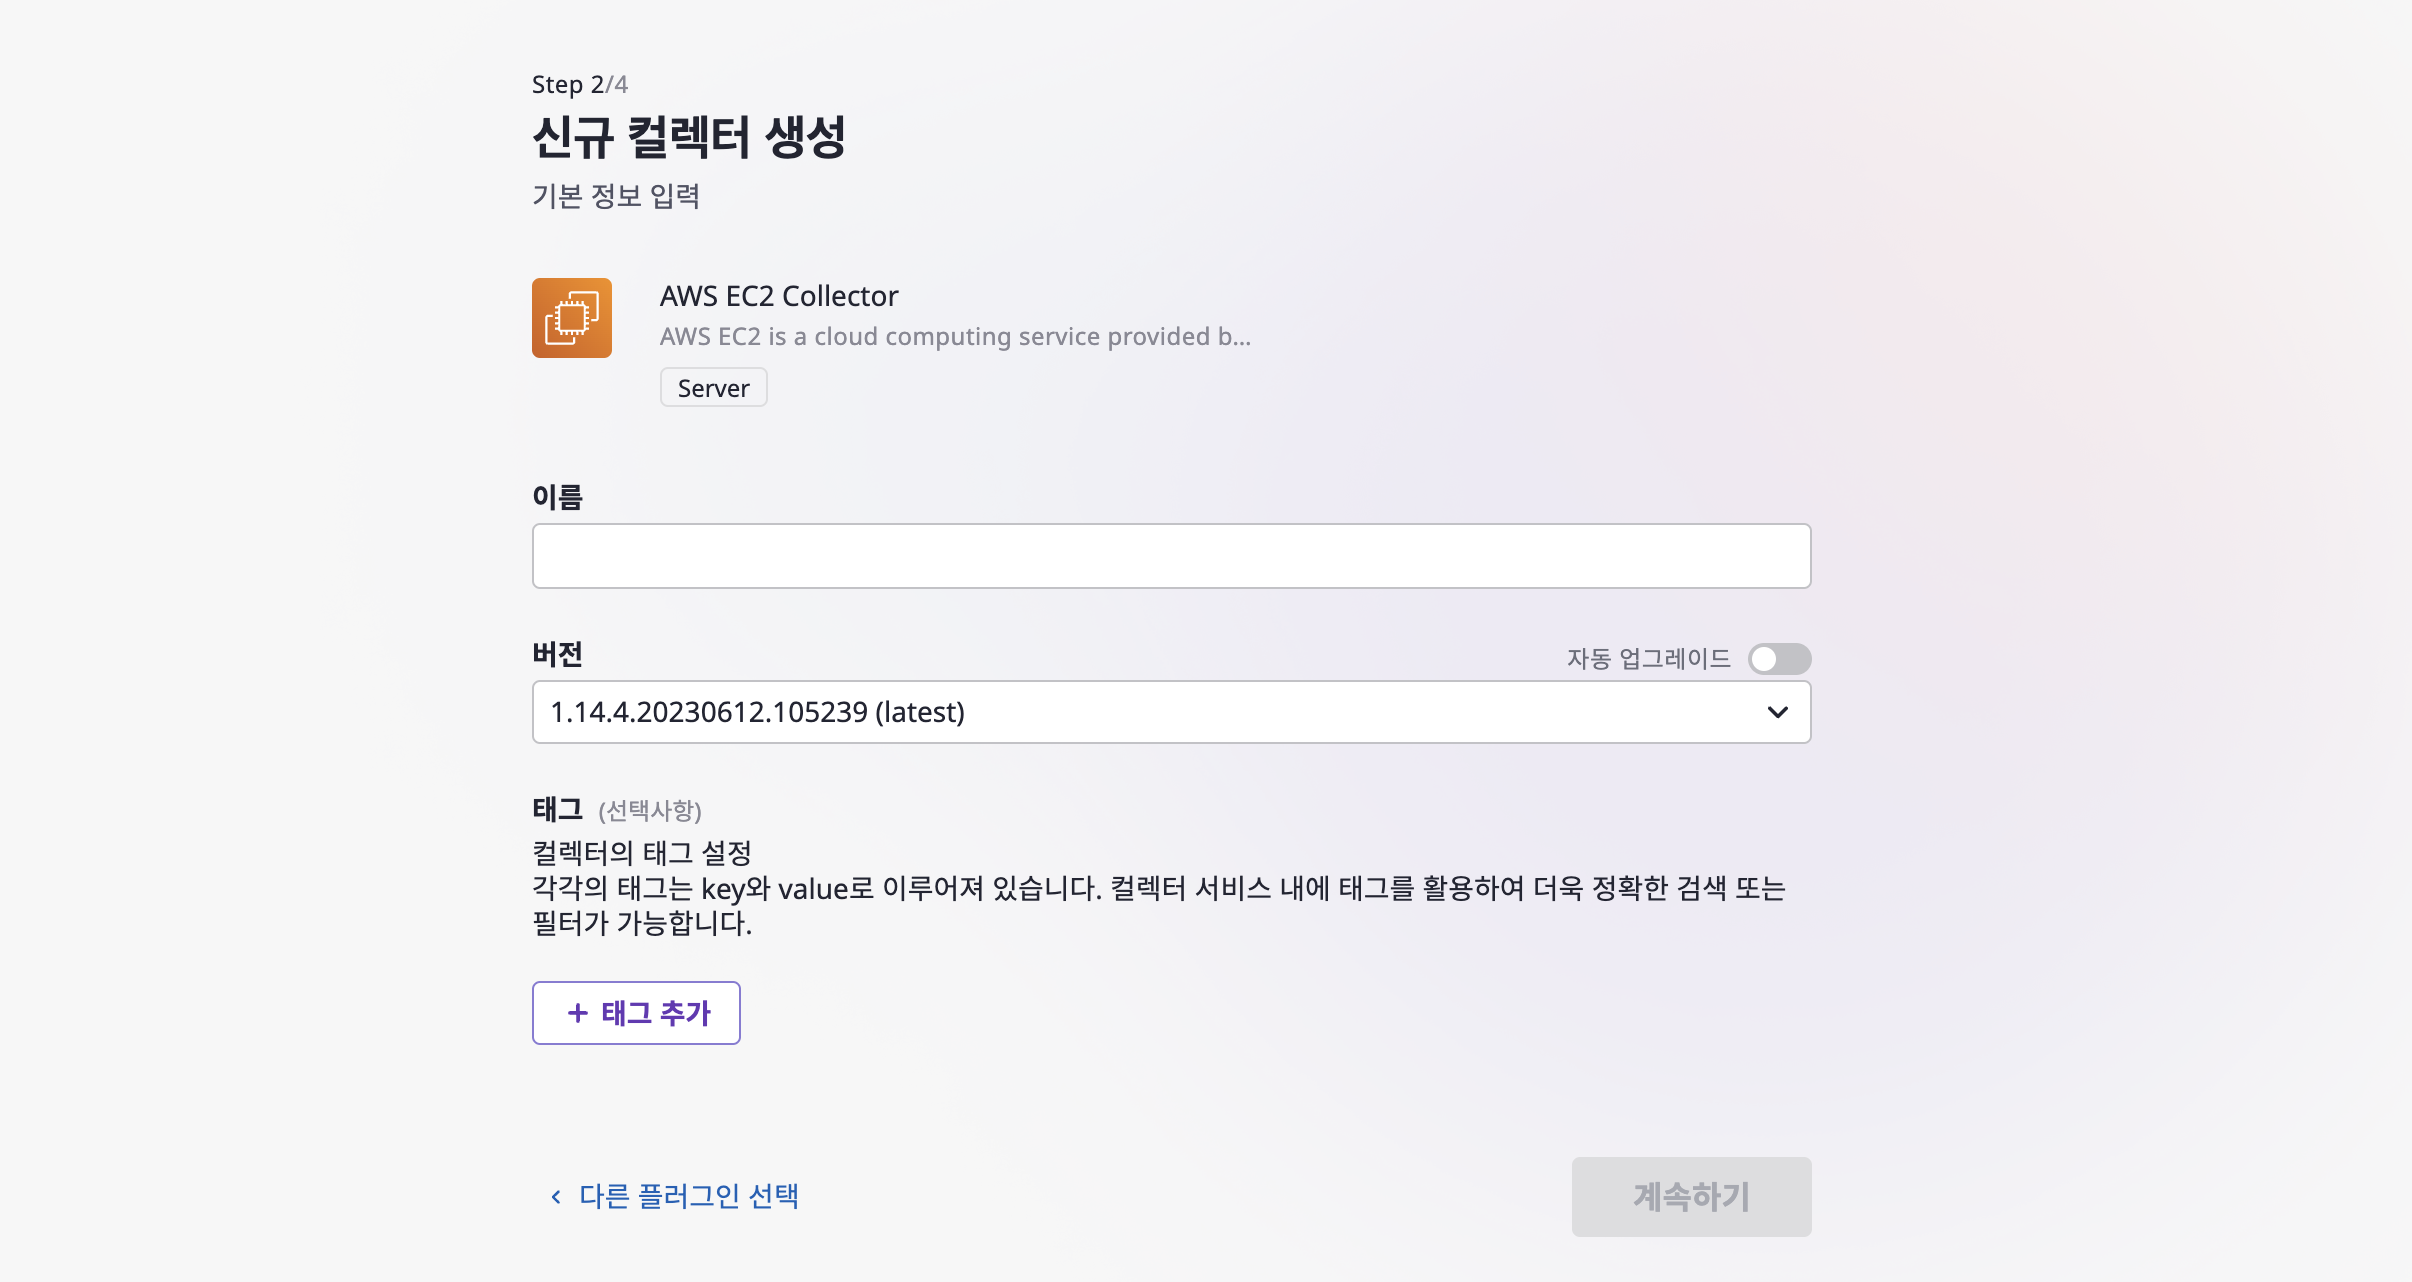 Step 2/4
신규 컬렉터 생성
기본 정보 입력
AWS EC2 Collector
AWS EC2 is a cloud computing service provided b...
Server
이름
버전
자동 업그레이드
1.14.4.20230612.105239 (latest)
태그 (선택사항)
컬렉터의 태그 설정
각각의 태그는 key와 value로 이루어져 있습니다. 컬렉터 서비스 내에 태그를 활용하여 더욱 정확한 검색 또는
필터가 가능합니다.
+ 태그 추가
다른 플러그인 선택
계속하기